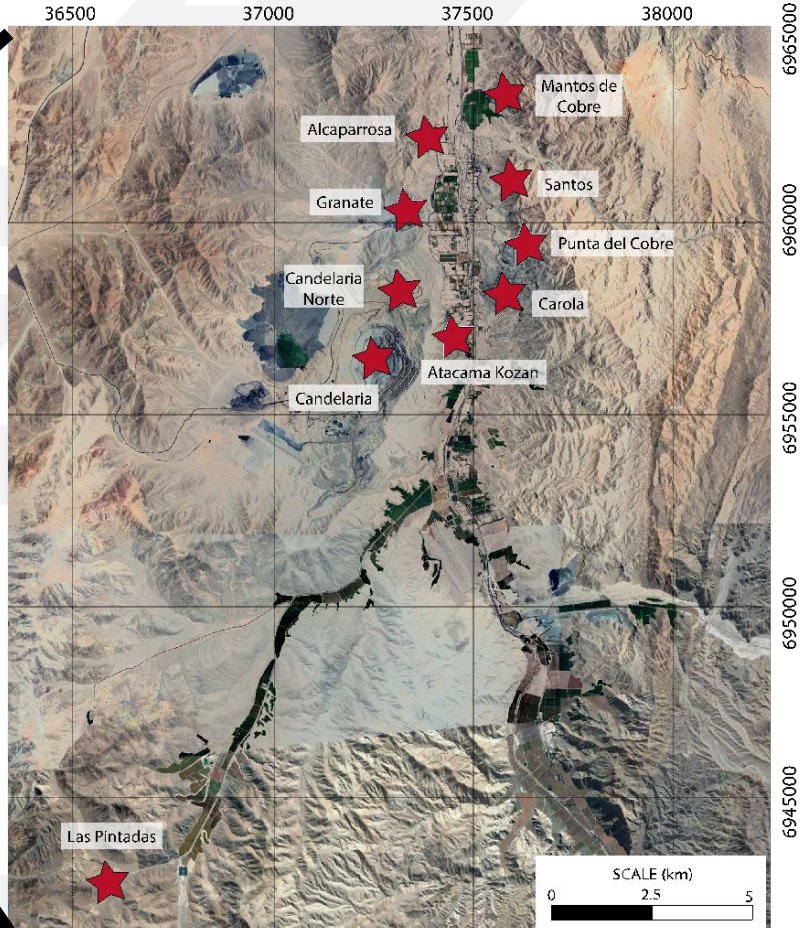 36500 37000 37500 38000
6965000
Mantos de
Cobre
Alcaparrosa
Santos
Granate
6960000
Punta del Cobre
Candelaria
Norte
Carola
Atacama Kozan
Candelaria
6955000
6950000
6945000
Las Pintadas
SCALE (km)
0 2.5 5